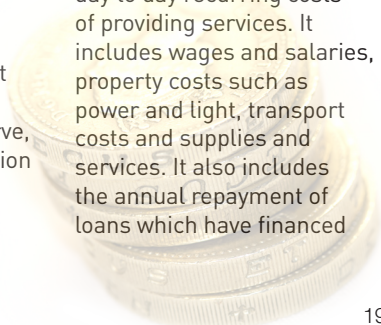 day to day recurring costs
of providing services. It
includes wages and salaries,
property costs such as
power and light, transport
costs and supplies and
services. It also includes
the annual repayment of
loans which have financed
19